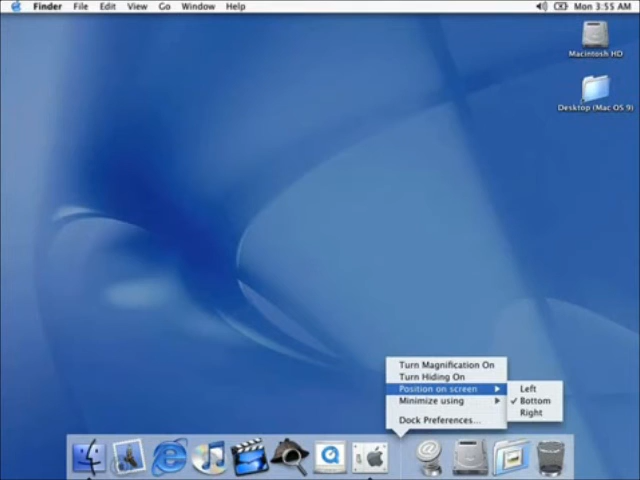 Finder File Edit View Go Window Help Mon 3:55 AM
Macintosh HD
Desktop (Mac OS 9)
Turn Magnification On
Turn Hiding On
Position on screen
Minimize using
Dock Preferences...
Left
Bottom
Right